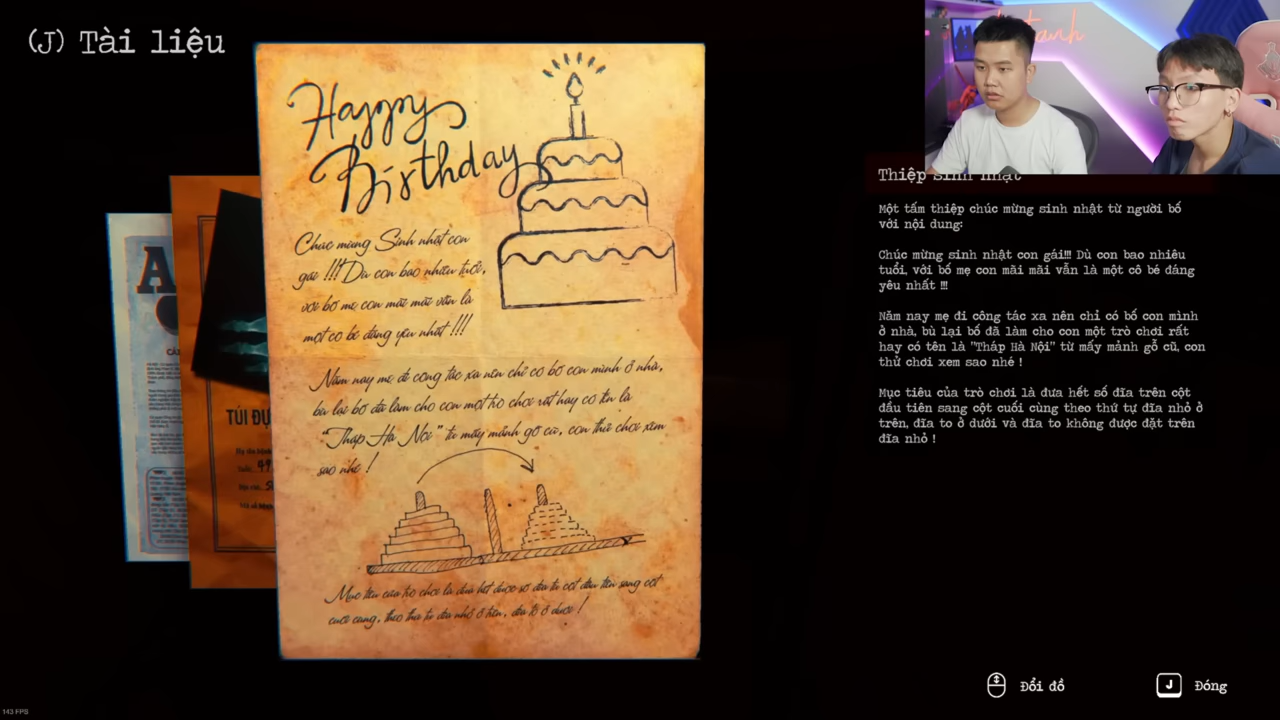 (J) Tài liệu
Happy
Birthday
Chúc mừng Sinh nhật con
gái !!! Dù con bao nhiêu tuổi,
với bố mẹ con mãi mãi vẫn là
một cô bé đáng yêu nhất !!!
Năm nay mẹ đi công tác xa nên chỉ có bố con mình ở nhà,
bù lại bố đã làm cho con một trò chơi rất hay có tên là
"Tháp Hà Nội" từ mấy mảnh gỗ cũ, con thử chơi xem
sao nhé !
Mục tiêu của trò chơi là đưa hết được số đĩa từ cột đầu tiên sang cột
cuối cùng, theo thứ tự đĩa nhỏ ở trên, đĩa to ở dưới !
TÚI ĐỰ
Thiệp sinh nhật
Một tấm thiệp chúc mừng sinh nhật từ người bố
với nội dung:
Chúc mừng sinh nhật con gái!!! Dù con bao nhiêu
tuổi, với bố mẹ con mãi mãi vẫn là một cô bé đáng
yêu nhất !!!
Năm nay mẹ đi công tác xa nên chỉ có bố con mình
ở nhà, bù lại bố đã làm cho con một trò chơi rất
hay có tên là "Tháp Hà Nội" từ mấy mảnh gỗ cũ, con
thử chơi xem sao nhé !
Mục tiêu của trò chơi là đưa hết số đĩa trên cột
đầu tiên sang cột cuối cùng theo thứ tự đĩa nhỏ ở
trên, đĩa to ở dưới và đĩa to không được đặt trên
đĩa nhỏ !
Đổi đồ
J Đóng
143 FPS